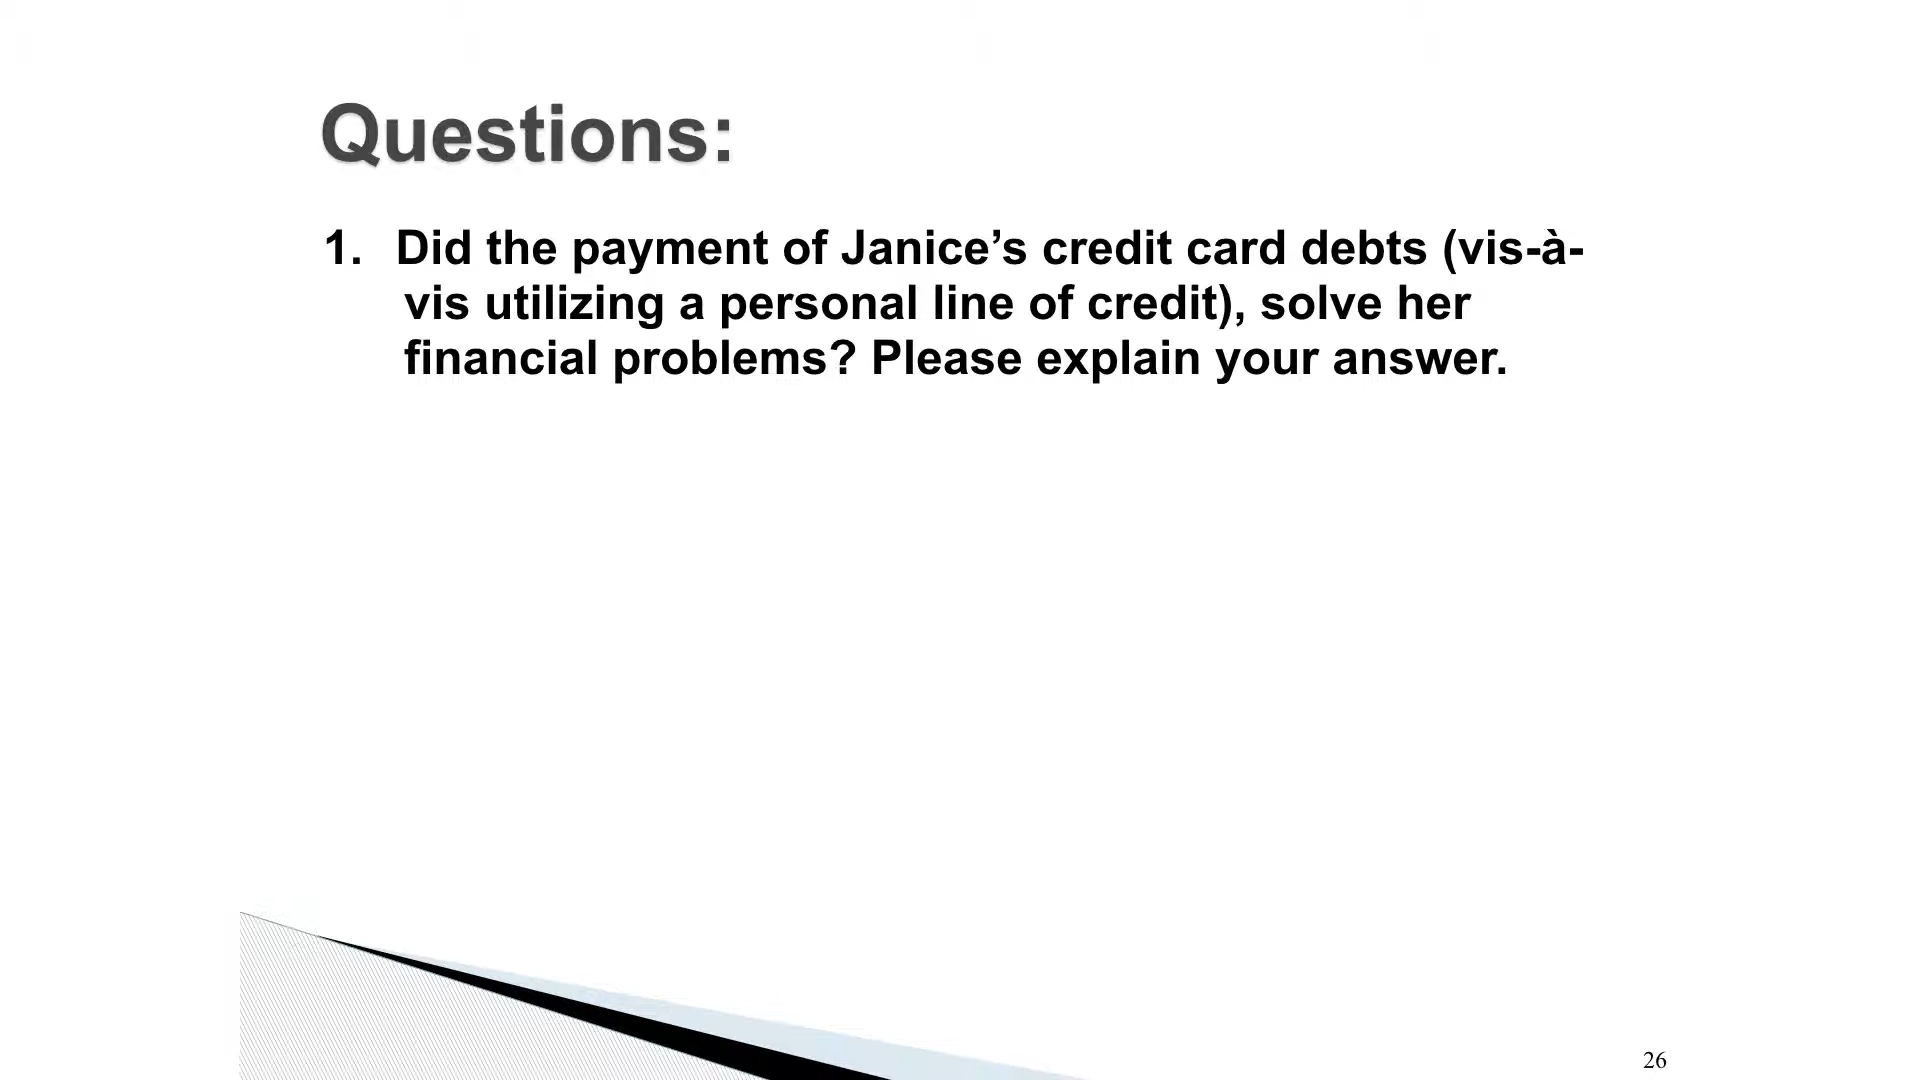 Questions:
1. Did the payment of Janice’s credit card debts (vis-à-
vis utilizing a personal line of credit), solve her
financial problems? Please explain your answer.
26